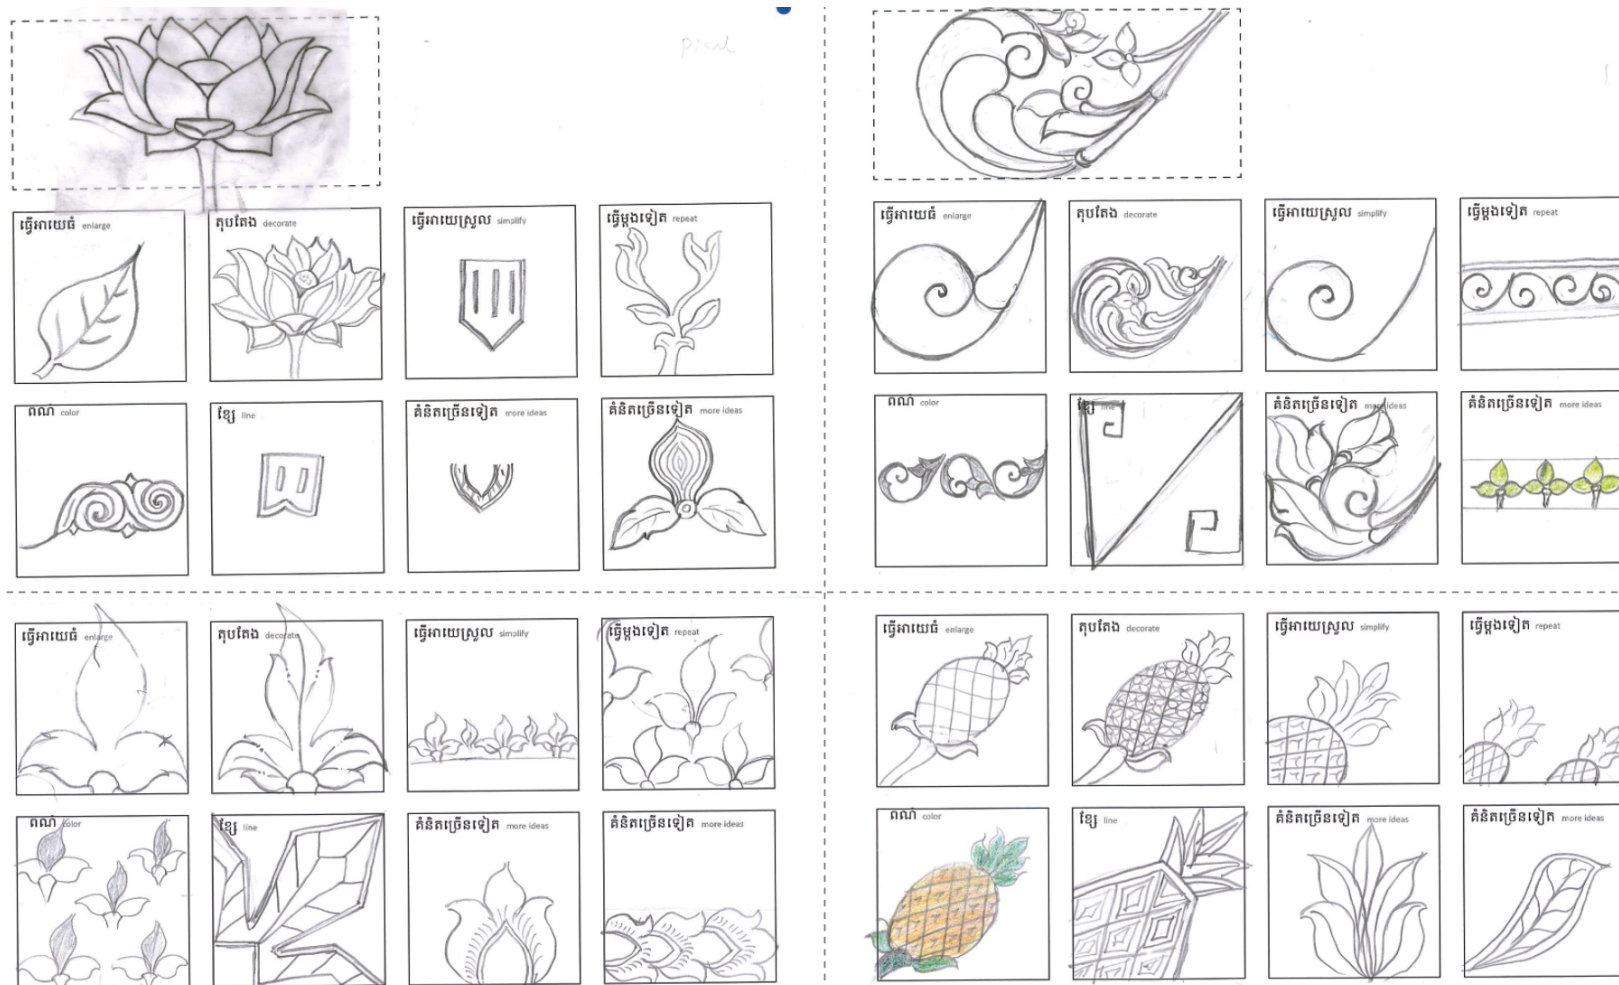 Pisal
ធ្វើអាយេធំ enlarge
តុបតែង decorate
ធ្វើអាយេស្រួល simplify
ធ្វើម្តងទៀត repeat
ពណ៌ color
ខ្សែ line
គំនិតច្រើនទៀត more ideas
គំនិតច្រើនទៀត more ideas
ធ្វើអាយេធំ enlarge
តុបតែង decorate
ធ្វើអាយេស្រួល simplify
ធ្វើម្តងទៀត repeat
ពណ៌ color
ខ្សែ line
គំនិតច្រើនទៀត more ideas
គំនិតច្រើនទៀត more ideas
ធ្វើអាយេធំ enlarge
តុបតែង decorate
ធ្វើអាយេស្រួល simplify
ធ្វើម្តងទៀត repeat
ពណ៌ color
ខ្សែ line
គំនិតច្រើនទៀត more ideas
គំនិតច្រើនទៀត more ideas
ធ្វើអាយេធំ enlarge
តុបតែង decorate
ធ្វើអាយេស្រួល simplify
ធ្វើម្តងទៀត repeat
ពណ៌ color
ខ្សែ line
គំនិតច្រើនទៀត more ideas
គំនិតច្រើនទៀត more ideas